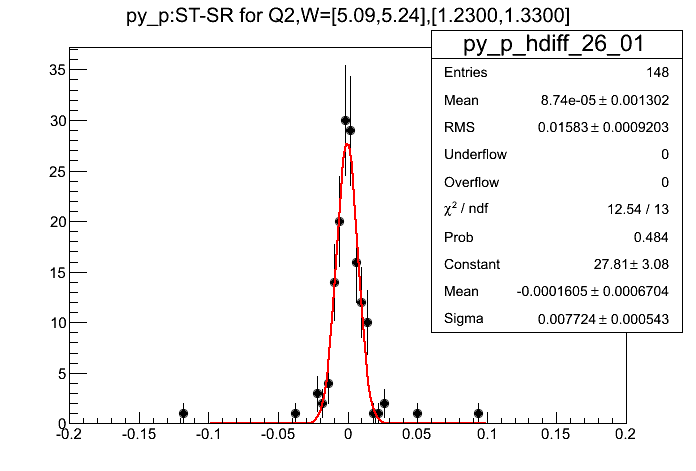 py_p:ST-SR for Q2,W=[5.09,5.24],[1.2300,1.3300]
py_p_hdiff_26_01
Entries 148
Mean 8.74e-05 ± 0.001302
RMS 0.01583 ± 0.0009203
Underflow 0
Overflow 0
χ² / ndf 12.54 / 13
Prob 0.484
Constant 27.81 ± 3.08
Mean -0.0001605 ± 0.0006704
Sigma 0.007724 ± 0.000543
35
30
25
20
15
10
5
0
-0.2 -0.15 -0.1 -0.05 0 0.05 0.1 0.15 0.2